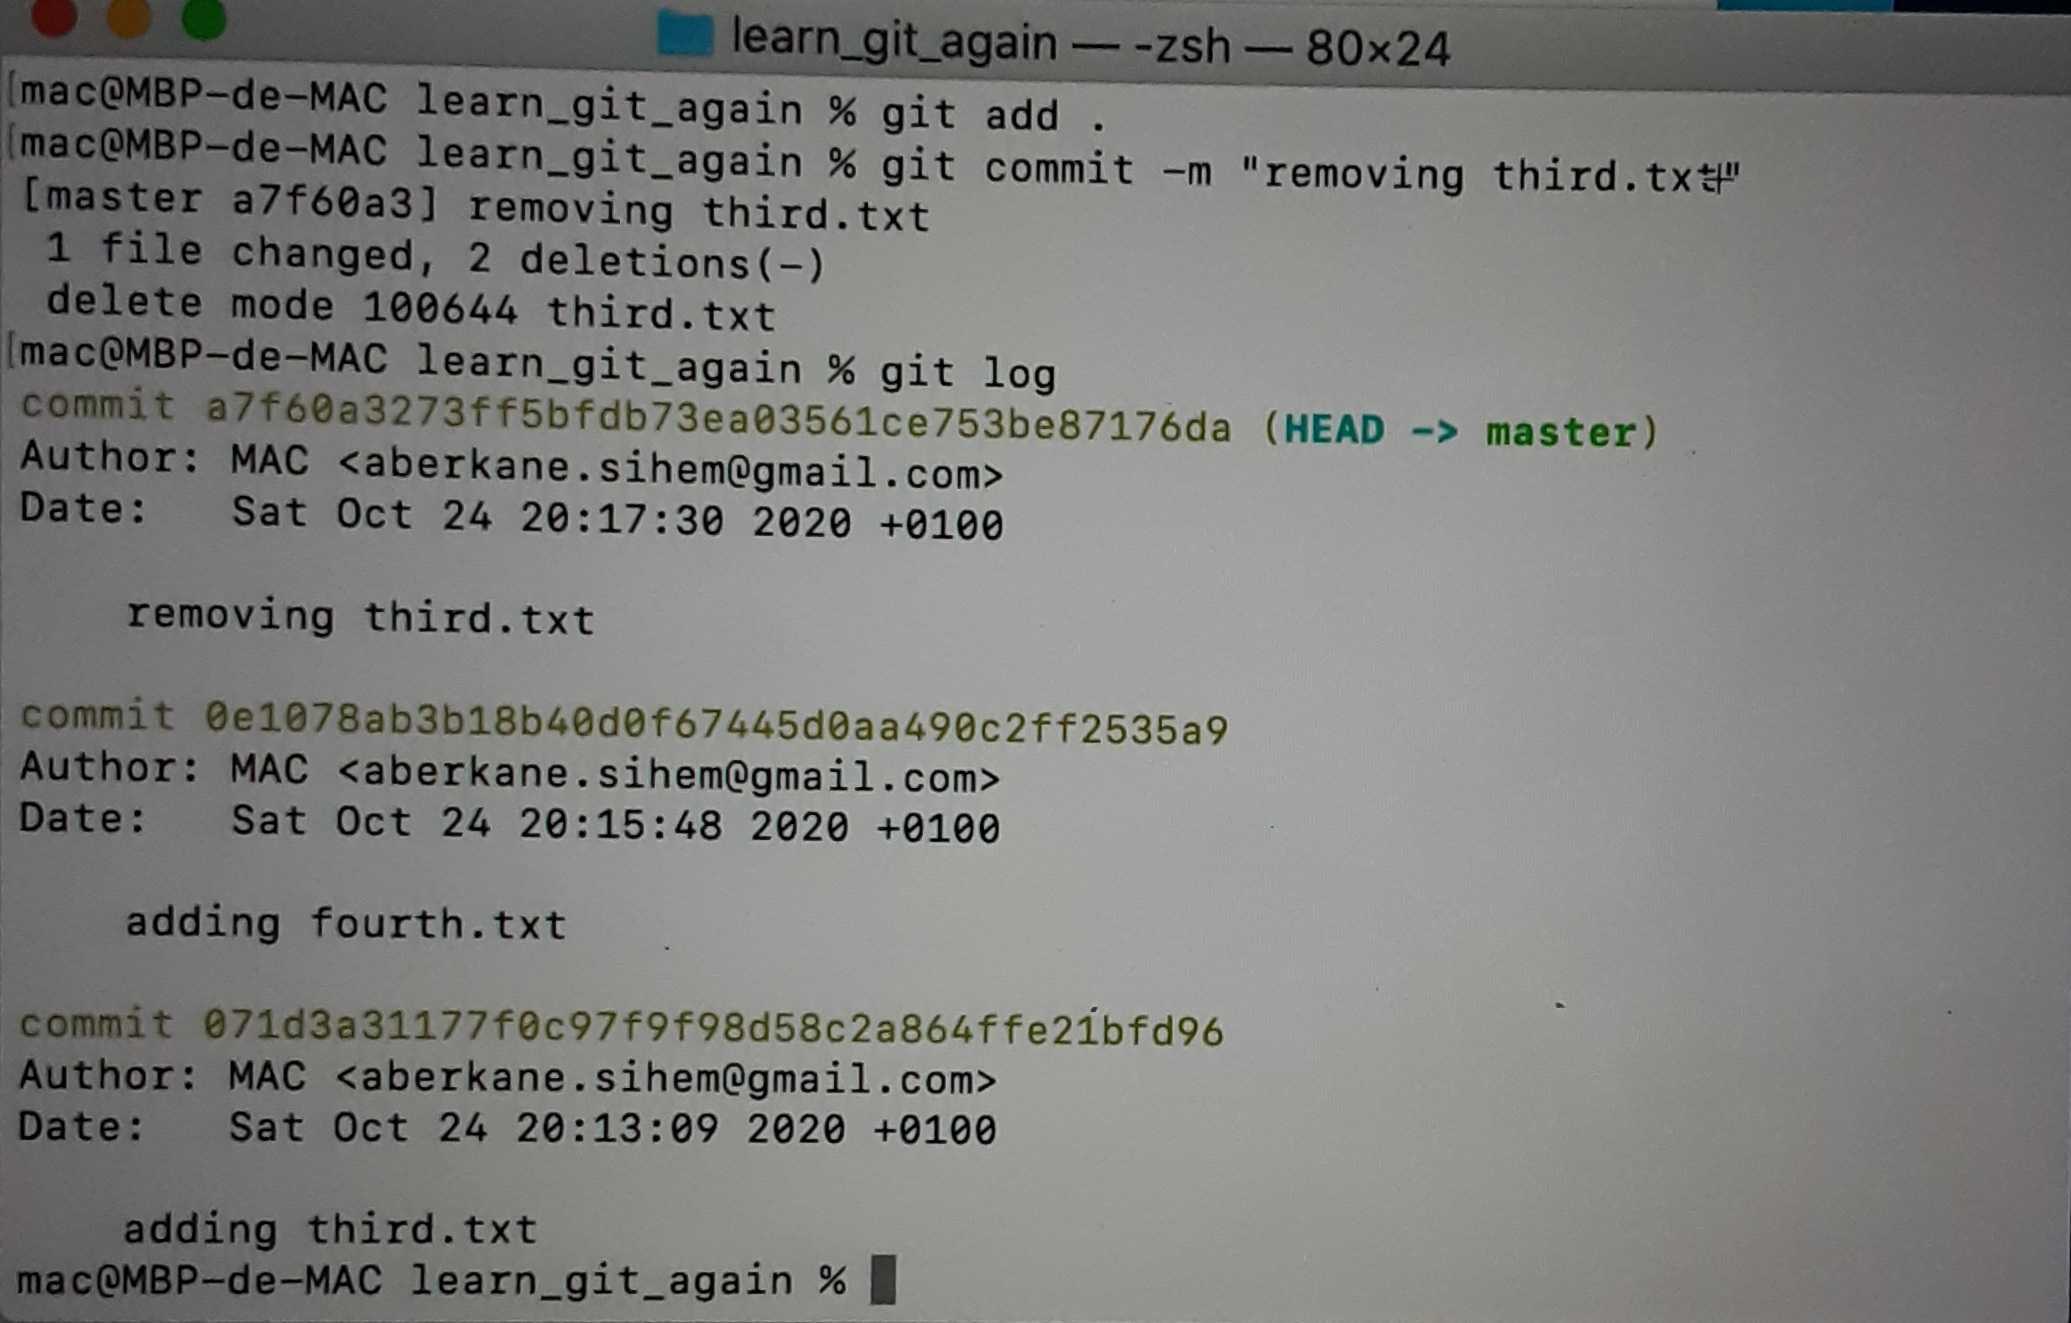 learn_git_again — -zsh — 80×24
[mac@MBP-de-MAC learn_git_again % git add .
[mac@MBP-de-MAC learn_git_again % git commit -m "removing third.txt"
[master a7f60a3] removing third.txt
 1 file changed, 2 deletions(-)
 delete mode 100644 third.txt
[mac@MBP-de-MAC learn_git_again % git log
commit a7f60a3273ff5bfdb73ea03561ce753be87176da (HEAD -> master)
Author: MAC <aberkane.sihem@gmail.com>
Date:   Sat Oct 24 20:17:30 2020 +0100
    removing third.txt
commit 0e1078ab3b18b40d0f67445d0aa490c2ff2535a9
Author: MAC <aberkane.sihem@gmail.com>
Date:   Sat Oct 24 20:15:48 2020 +0100
    adding fourth.txt
commit 071d3a31177f0c97f9f98d58c2a864ffe21bfd96
Author: MAC <aberkane.sihem@gmail.com>
Date:   Sat Oct 24 20:13:09 2020 +0100
    adding third.txt
mac@MBP-de-MAC learn_git_again %